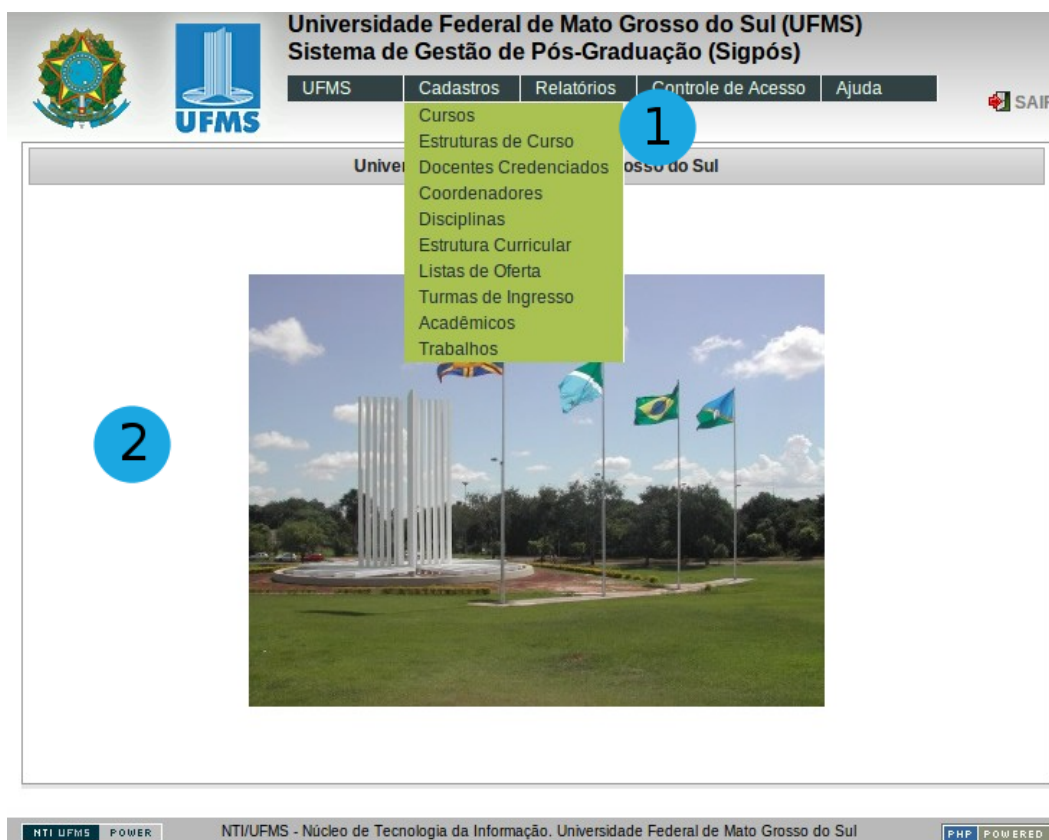 Universidade Federal de Mato Grosso do Sul (UFMS)
Sistema de Gestão de Pós-Graduação (Sigpós)
UFMS
UFMS Cadastros Relatórios Controle de Acesso Ajuda
SAIR
Cursos
1
Estruturas de Curso
Univer osso do Sul
Docentes Credenciados
Coordenadores
Disciplinas
Estrutura Curricular
Listas de Oferta
Turmas de Ingresso
Acadêmicos
Trabalhos
2
NTI UFMS POWER
NTI/UFMS - Núcleo de Tecnologia da Informação. Universidade Federal de Mato Grosso do Sul
PHP POWERED